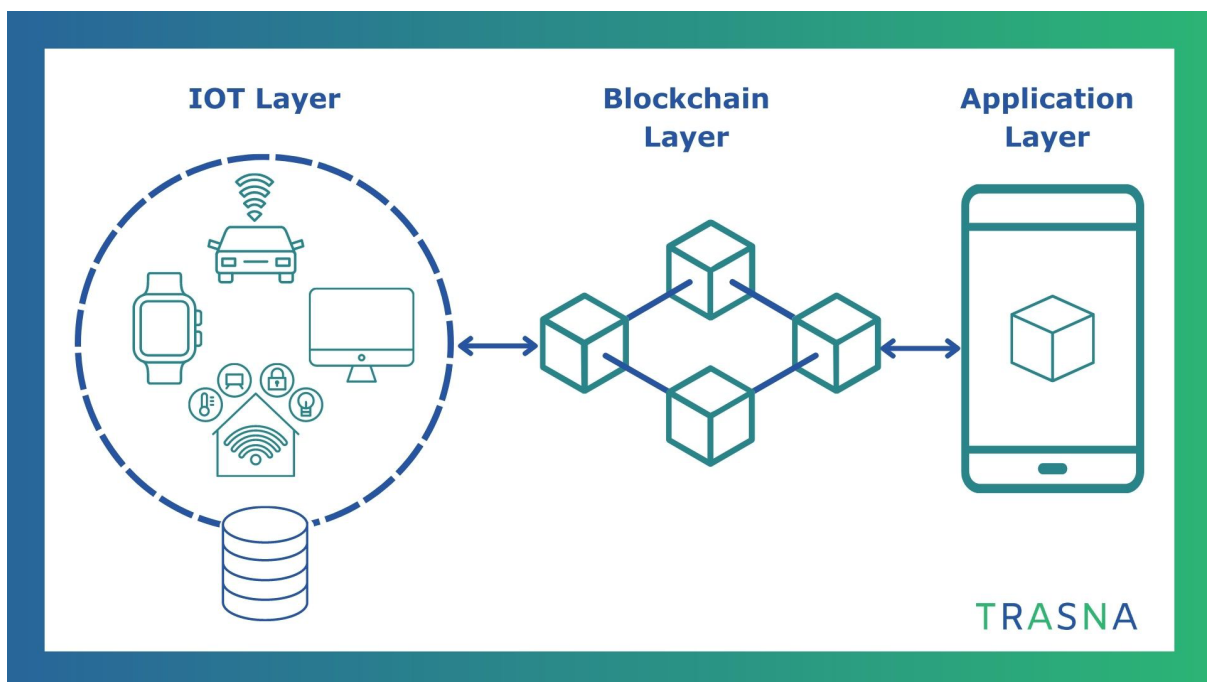 IOT Layer
Blockchain
Layer
Application
Layer
TRASNA